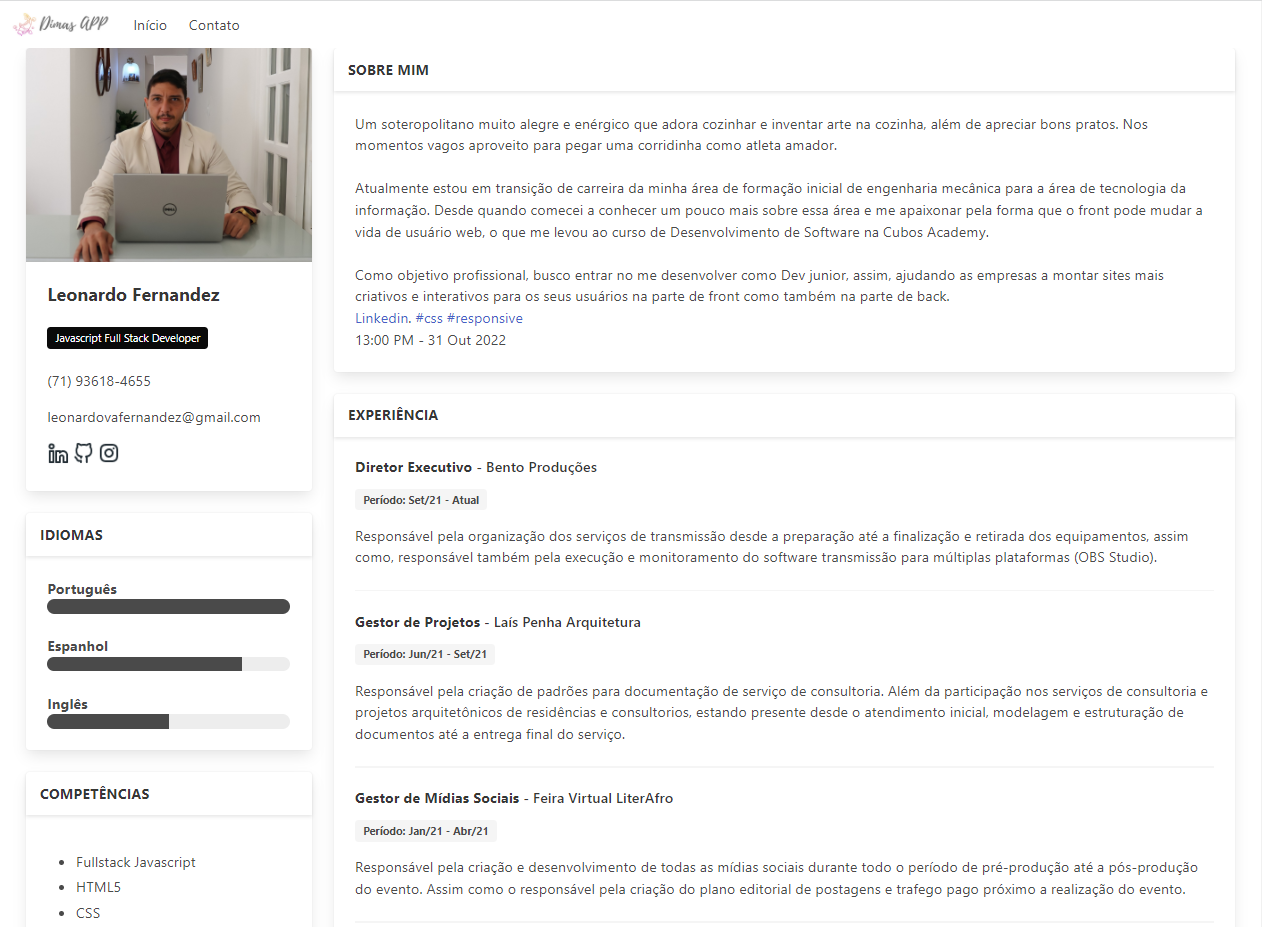 Dimas APP
Início
Contato
DELL
Leonardo Fernandez
Javascript Full Stack Developer
(71) 93618-4655
leonardovafernandez@gmail.com
IDIOMAS
Português
Espanhol
Inglês
COMPETÊNCIAS
Fullstack Javascript
HTML5
CSS
SOBRE MIM
Um soteropolitano muito alegre e enérgico que adora cozinhar e inventar arte na cozinha, além de apreciar bons pratos. Nos
momentos vagos aproveito para pegar uma corridinha como atleta amador.
Atualmente estou em transição de carreira da minha área de formação inicial de engenharia mecânica para a área de tecnologia da
informação. Desde quando comecei a conhecer um pouco mais sobre essa área e me apaixonar pela forma que o front pode mudar a
vida de usuário web, o que me levou ao curso de Desenvolvimento de Software na Cubos Academy.
Como objetivo profissional, busco entrar no me desenvolver como Dev junior, assim, ajudando as empresas a montar sites mais
criativos e interativos para os seus usuários na parte de front como também na parte de back.
Linkedin. #css #responsive
13:00 PM - 31 Out 2022
EXPERIÊNCIA
Diretor Executivo - Bento Produções
Período: Set/21 - Atual
Responsável pela organização dos serviços de transmissão desde a preparação até a finalização e retirada dos equipamentos, assim
como, responsável também pela execução e monitoramento do software transmissão para múltiplas plataformas (OBS Studio).
Gestor de Projetos - Laís Penha Arquitetura
Período: Jun/21 - Set/21
Responsável pela criação de padrões para documentação de serviço de consultoria. Além da participação nos serviços de consultoria e
projetos arquitetônicos de residências e consultorios, estando presente desde o atendimento inicial, modelagem e estruturação de
documentos até a entrega final do serviço.
Gestor de Mídias Sociais - Feira Virtual LiterAfro
Período: Jan/21 - Abr/21
Responsável pela criação e desenvolvimento de todas as mídias sociais durante todo o período de pré-produção até a pós-produção
do evento. Assim como o responsável pela criação do plano editorial de postagens e trafego pago próximo a realização do evento.